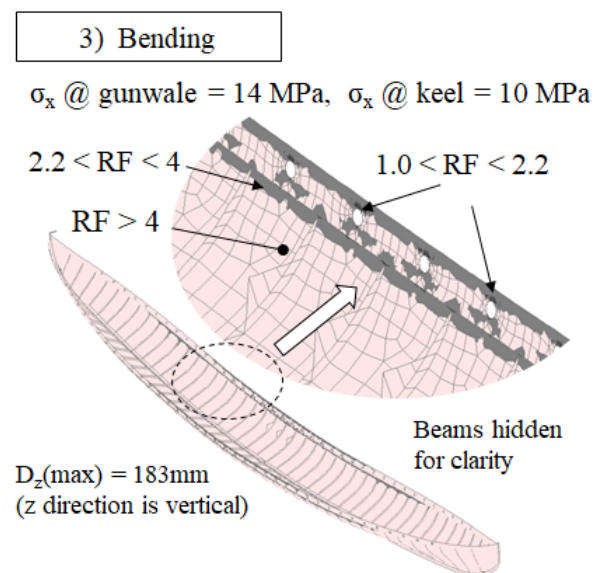 3) Bending
σx @ gunwale = 14 MPa, σx @ keel = 10 MPa
2.2 < RF < 4
1.0 < RF < 2.2
RF > 4
Beams hidden
for clarity
Dz(max) = 183mm
(z direction is vertical)